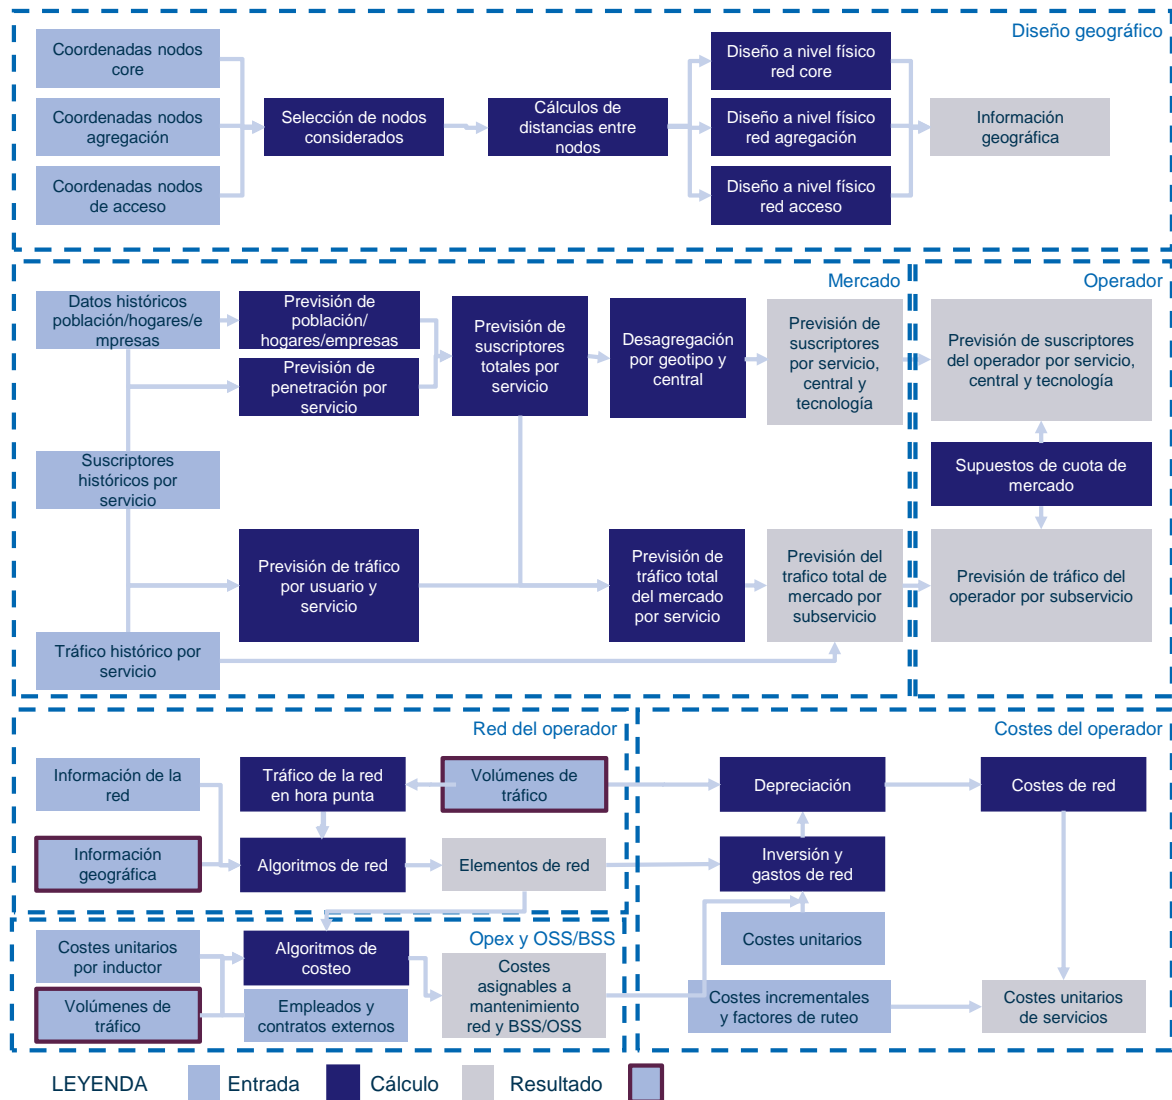 Diseño geográfico
Coordenadas nodos
core
Coordenadas nodos
agregación
Coordenadas nodos
de acceso
Selección de nodos
considerados
Cálculos de
distancias entre
nodos
Diseño a nivel físico
red core
Diseño a nivel físico
red agregación
Diseño a nivel físico
red acceso
Información
geográfica
Mercado
Datos históricos
población/hogares/e
mpresas
Previsión de
población/
hogares/empresas
Previsión de
penetración por
servicio
Previsión de
suscriptores
totales por
servicio
Desagregación
por geotipo y
central
Previsión de
suscriptores
por servicio,
central y
tecnología
Suscriptores
históricos por
servicio
Previsión de tráfico
por usuario y
servicio
Previsión de
tráfico total
del mercado
por servicio
Previsión del
trafico total de
mercado por
subservicio
Tráfico histórico por
servicio
Operador
Previsión de suscriptores
del operador por servicio,
central y tecnología
Supuestos de cuota de
mercado
Previsión de tráfico del
operador por subservicio
Red del operador
Información de la
red
Tráfico de la red
en hora punta
Volúmenes de
tráfico
Información
geográfica
Algoritmos de red
Elementos de red
Opex y OSS/BSS
Costes unitarios
por inductor
Algoritmos de
costeo
Volúmenes de
tráfico
Empleados y
contratos externos
Costes
asignables a
mantenimiento
red y BSS/OSS
Costes del operador
Depreciación
Costes de red
Inversión y
gastos de red
Costes unitarios
Costes incrementales
y factores de ruteo
Costes unitarios
de servicios
LEYENDA
Entrada
Cálculo
Resultado